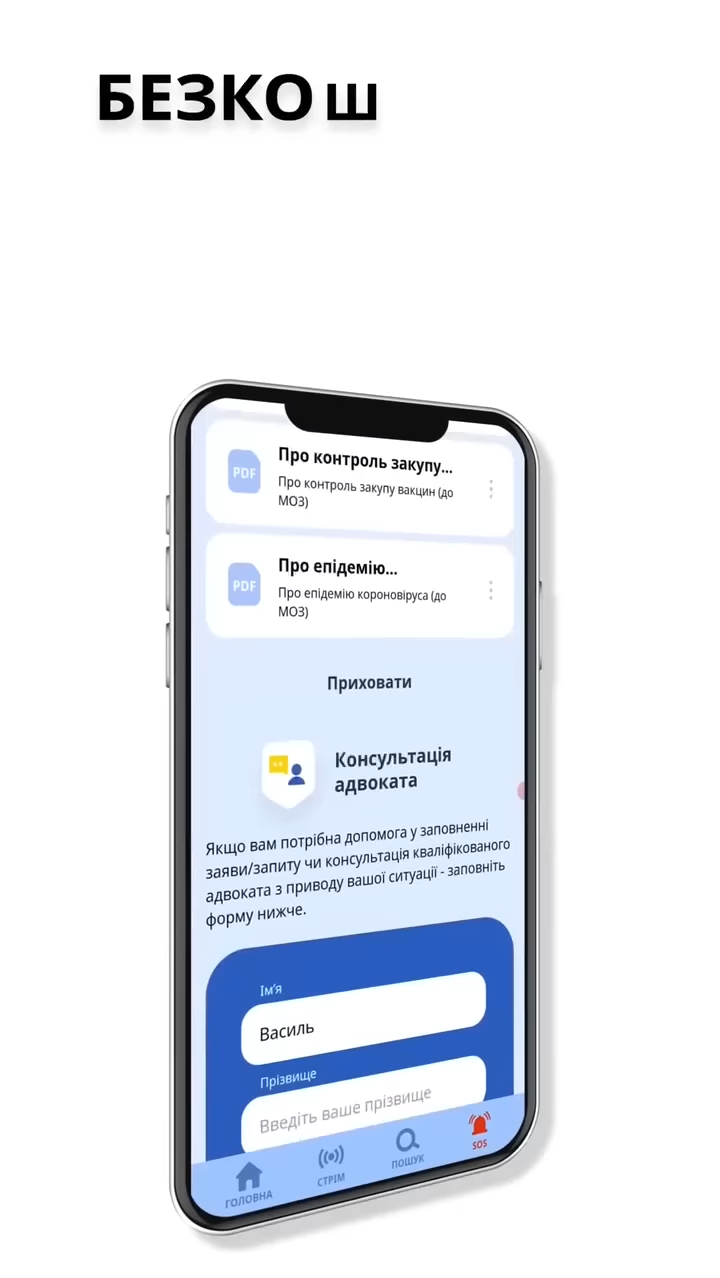 БЕЗКОШ
PDF
Про контроль закупу...
Про контроль закупу вакцин (до
МОЗ)
PDF
Про епідемію...
Про епідемію короновіруса (до
МОЗ)
Приховати
Консультація
адвоката
Якщо вам потрібна допомога у заповненні
заяви/запиту чи консультація кваліфікованого
адвоката з приводу вашої ситуації - заповніть
форму нижче.
Ім'я
Василь
Прізвище
Введіть ваше прізвище
ГОЛОВНА
СТРІМ
ПОШУК
SOS